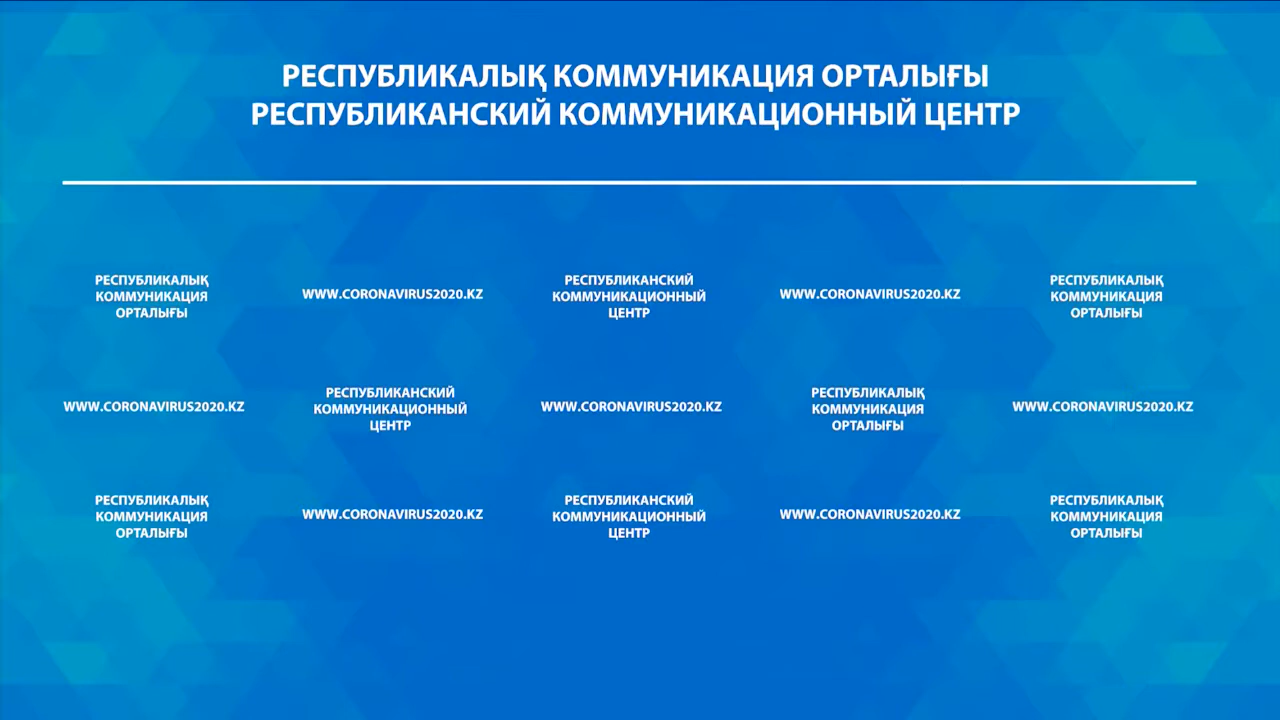 РЕСПУБЛИКАЛЫҚ КОММУНИКАЦИЯ ОРТАЛЫҒЫ
РЕСПУБЛИКАНСКИЙ КОММУНИКАЦИОННЫЙ ЦЕНТР
РЕСПУБЛИКАЛЫҚ
КОММУНИКАЦИЯ
ОРТАЛЫҒЫ
WWW.CORONAVIRUS2020.KZ
РЕСПУБЛИКАНСКИЙ
КОММУНИКАЦИОННЫЙ
ЦЕНТР
WWW.CORONAVIRUS2020.KZ
РЕСПУБЛИКАЛЫҚ
КОММУНИКАЦИЯ
ОРТАЛЫҒЫ
WWW.CORONAVIRUS2020.KZ
РЕСПУБЛИКАНСКИЙ
КОММУНИКАЦИОННЫЙ
ЦЕНТР
WWW.CORONAVIRUS2020.KZ
РЕСПУБЛИКАЛЫҚ
КОММУНИКАЦИЯ
ОРТАЛЫҒЫ
WWW.CORONAVIRUS2020.KZ
РЕСПУБЛИКАЛЫҚ
КОММУНИКАЦИЯ
ОРТАЛЫҒЫ
WWW.CORONAVIRUS2020.KZ
РЕСПУБЛИКАНСКИЙ
КОММУНИКАЦИОННЫЙ
ЦЕНТР
WWW.CORONAVIRUS2020.KZ
РЕСПУБЛИКАЛЫҚ
КОММУНИКАЦИЯ
ОРТАЛЫҒЫ